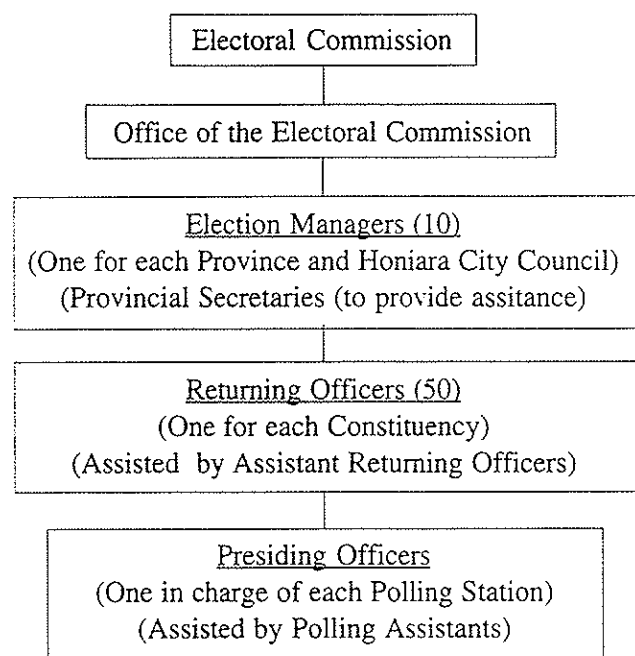 Electoral Commission
Office of the Electoral Commission
Election Managers (10)
(One for each Province and Honiara City Council)
(Provincial Secretaries (to provide assitance)
Returning Officers (50)
(One for each Constituency)
(Assisted by Assistant Returning Officers)
Presiding Officers
(One in charge of each Polling Station)
(Assisted by Polling Assistants)